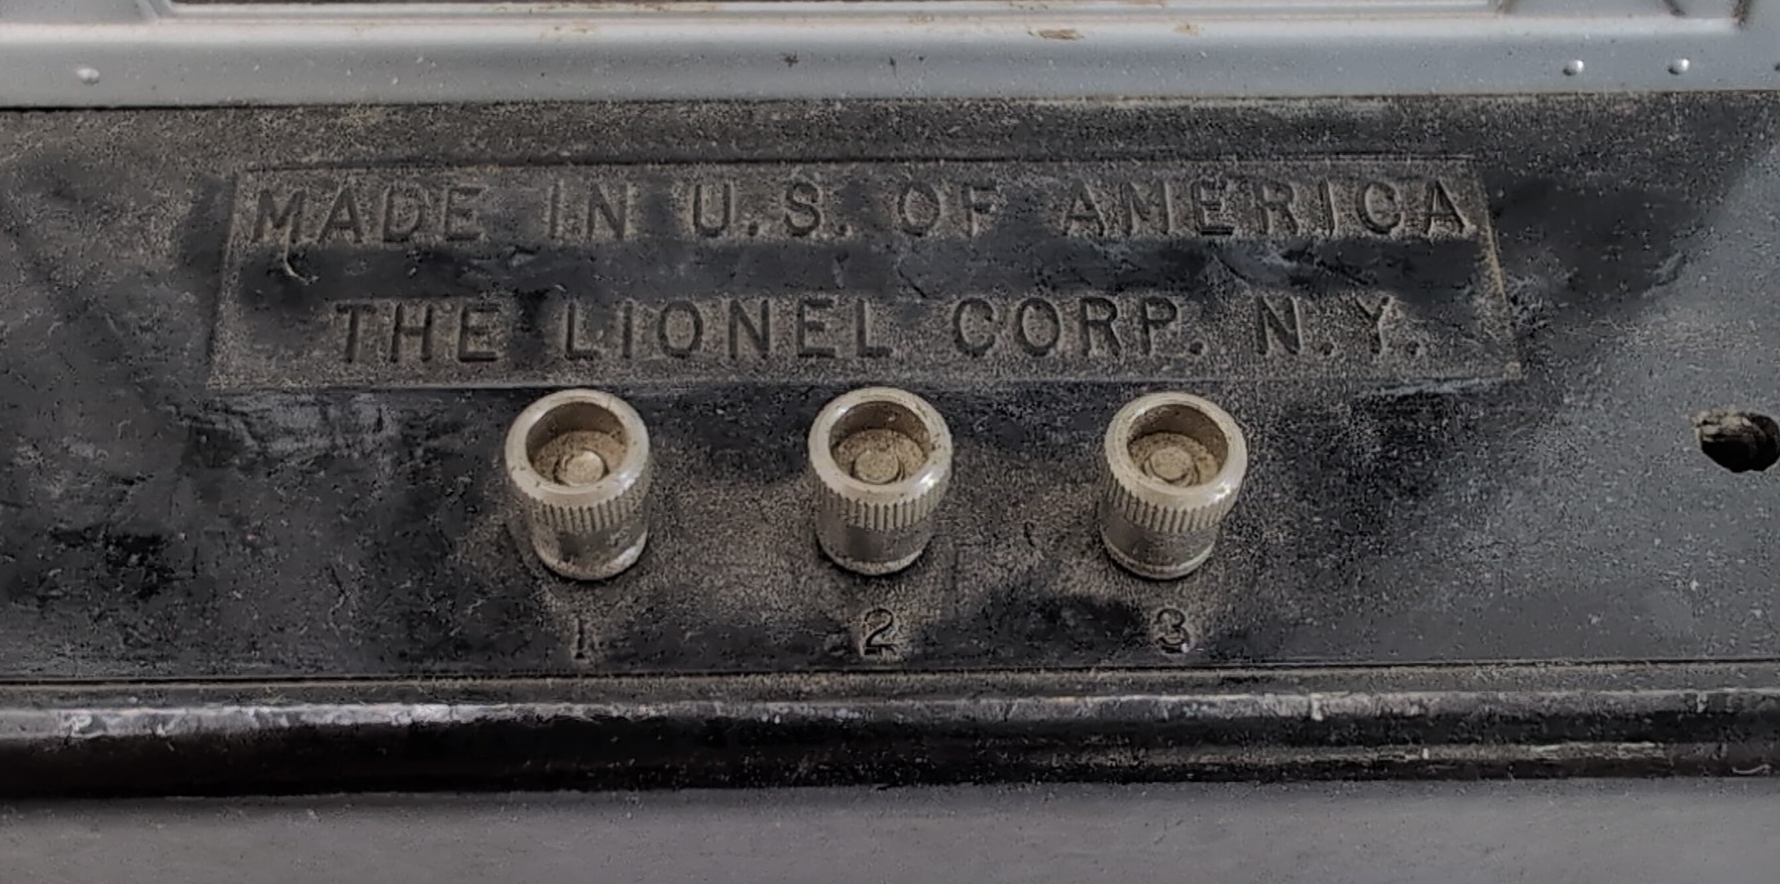 MADE IN U.S. OF AMERICA
THE LIONEL CORP. N.Y.
1 2 3